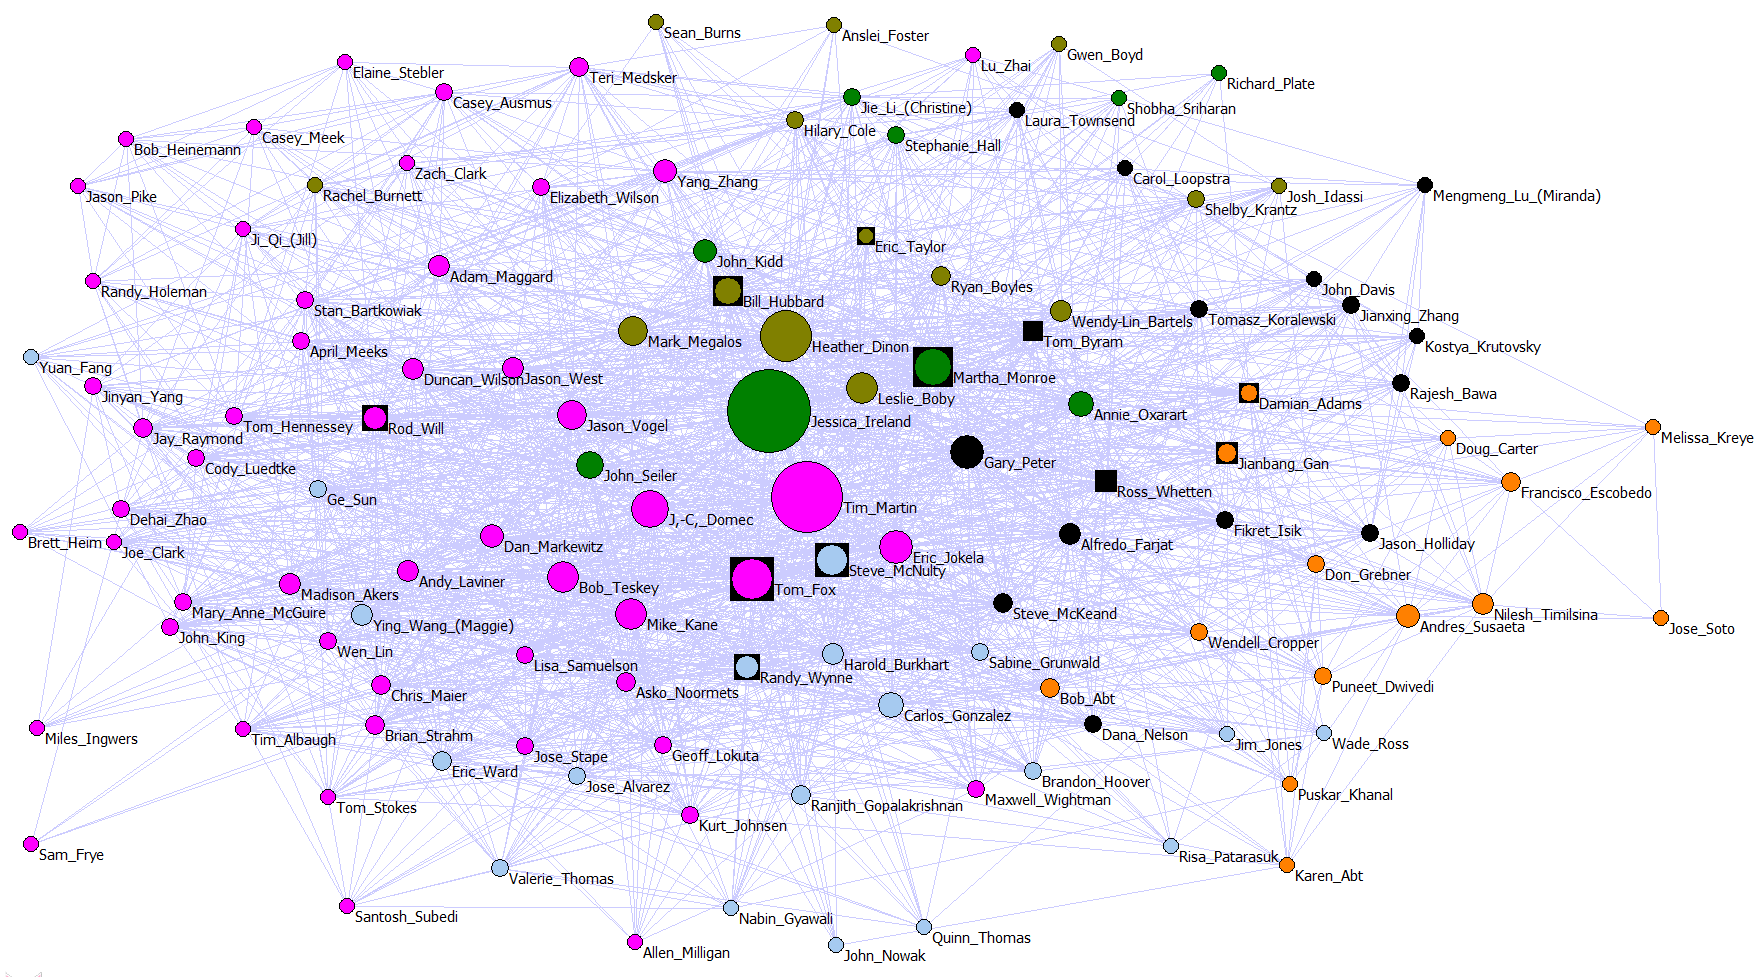 Sean_Burns
Anslei_Foster
Gwen_Boyd
Lu_Zhai
Elaine_Stebler
Teri_Medsker
Richard_Plate
Casey_Ausmus
Jie_Li_(Christine)
Shobha_Sriharan
Laura_Townsend
Hilary_Cole
Casey_Meek
Stephanie_Hall
Bob_Heinemann
Zach_Clark
Carol_Loopstra
Yang_Zhang
Jason_Pike
Rachel_Burnett
Elizabeth_Wilson
Josh_Idassi
Mengmeng_Lu_(Miranda)
Shelby_Krantz
Ji_Qi_(Jill)
Eric_Taylor
John_Kidd
Adam_Maggard
Ryan_Boyles
John_Davis
Randy_Holeman
Bill_Hubbard
Stan_Bartkowiak
Jianxing_Zhang
Wendy-Lin_Bartels
Tomasz_Koralewski
Mark_Megalos
Tom_Byram
Heather_Dinon
Kostya_Krutovsky
April_Meeks
Yuan_Fang
Martha_Monroe
Duncan_Wilson
Jason_West
Jinyan_Yang
Rajesh_Bawa
Leslie_Boby
Damian_Adams
Annie_Oxarart
Jessica_Ireland
Jason_Vogel
Tom_Hennessey
Rod_Will
Jay_Raymond
Melissa_Kreye
Doug_Carter
Gary_Peter
Jianbang_Gan
Cody_Luedtke
John_Seiler
Ross_Whetten
Francisco_Escobedo
Ge_Sun
Tim_Martin
Dehai_Zhao
J,-C,_Domec
Fikret_Isik
Brett_Heim
Jason_Holliday
Alfredo_Farjat
Dan_Markewitz
Joe_Clark
Eric_Jokela
Steve_McNulty
Don_Grebner
Andy_Laviner
Bob_Teskey
Tom_Fox
Madison_Akers
Mary_Anne_McGuire
Steve_McKeand
Nilesh_Timilsina
Mike_Kane
Ying_Wang_(Maggie)
Andres_Susaeta
Jose_Soto
John_King
Wendell_Cropper
Wen_Lin
Lisa_Samuelson
Harold_Burkhart
Sabine_Grunwald
Randy_Wynne
Puneet_Dwivedi
Asko_Noormets
Chris_Maier
Bob_Abt
Carlos_Gonzalez
Dana_Nelson
Brian_Strahm
Miles_Ingwers
Tim_Albaugh
Jim_Jones
Wade_Ross
Jose_Stape
Geoff_Lokuta
Eric_Ward
Brandon_Hoover
Jose_Alvarez
Puskar_Khanal
Maxwell_Wightman
Ranjith_Gopalakrishnan
Tom_Stokes
Kurt_Johnsen
Sam_Frye
Risa_Patarasuk
Karen_Abt
Valerie_Thomas
Santosh_Subedi
Nabin_Gyawali
Quinn_Thomas
Allen_Milligan
John_Nowak